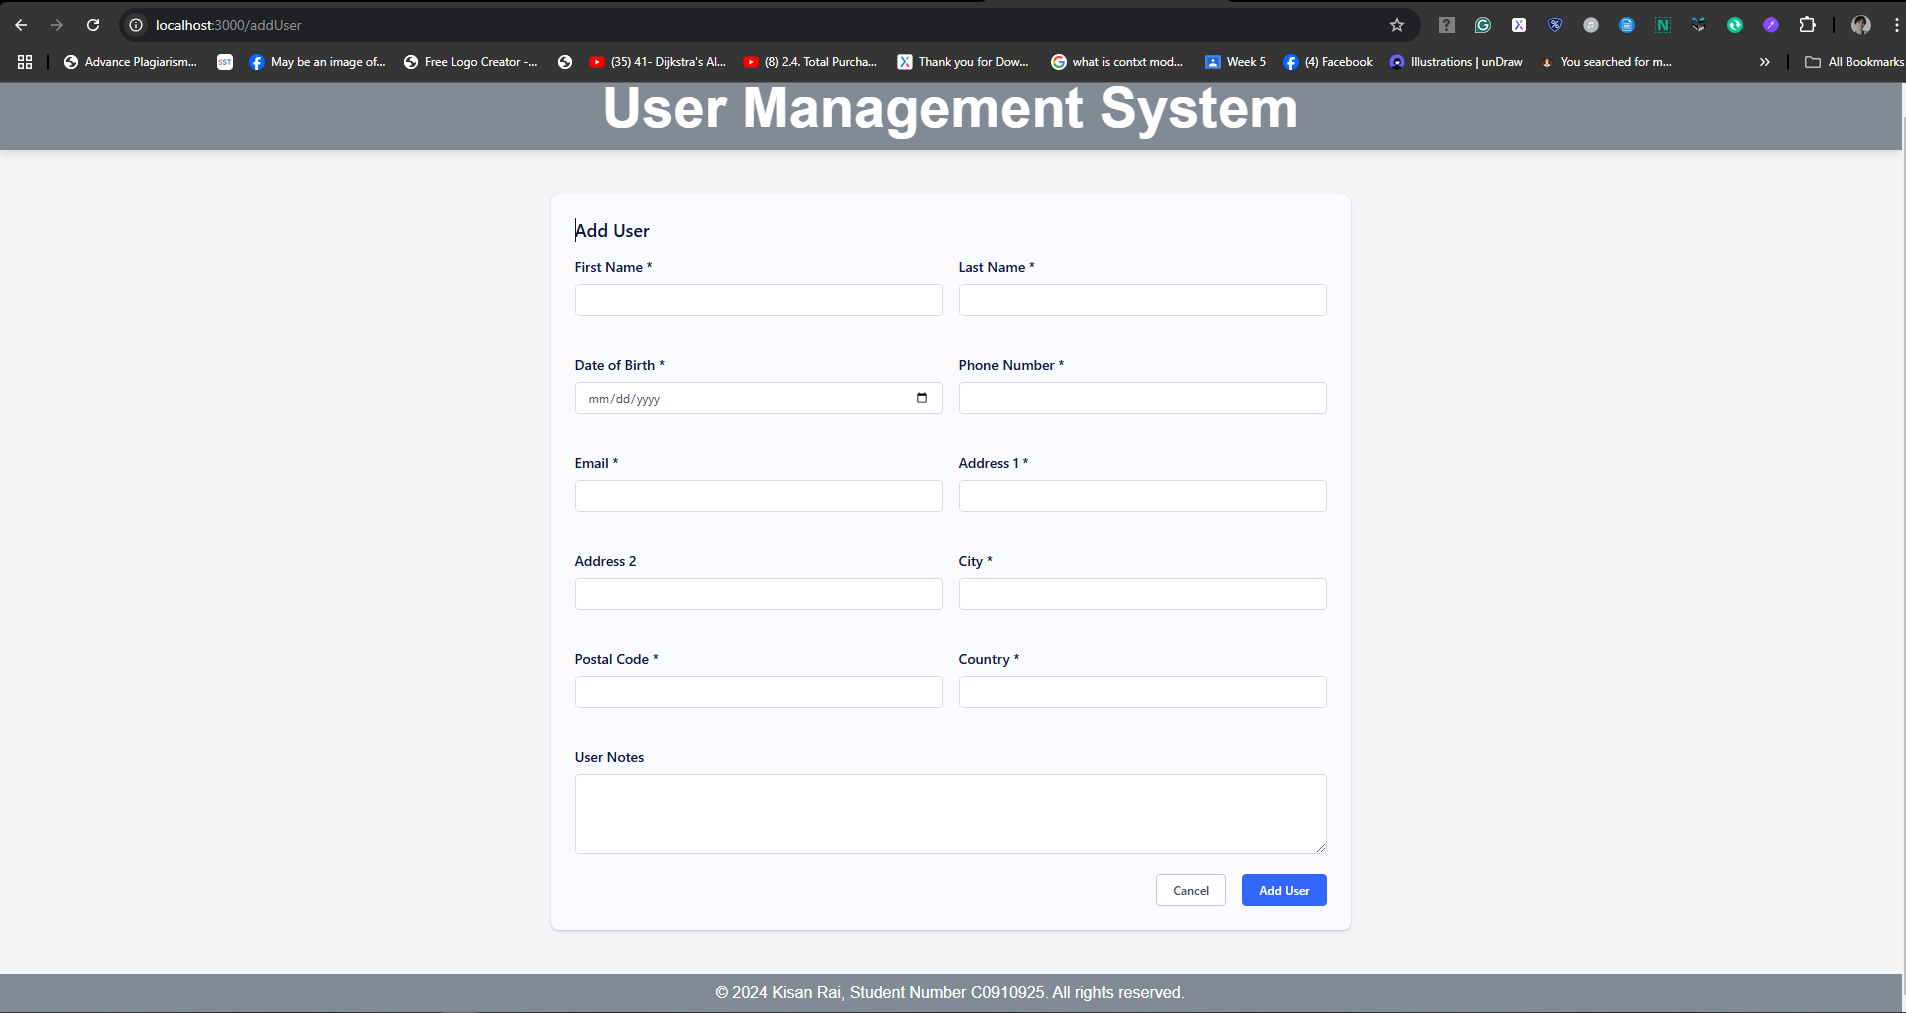 localhost:3000/addUser
Advance Plagiarism... SST May be an image of... Free Logo Creator -... (35) 41- Dijkstra's Al... (8) 2.4. Total Purcha... Thank you for Dow... what is contxt mod... Week 5 (4) Facebook Illustrations | unDraw You searched for m... » All Bookmarks
User Management System
Add User
First Name * Last Name *
Date of Birth * Phone Number *
mm/dd/yyyy
Email * Address 1 *
Address 2 City *
Postal Code * Country *
User Notes
Cancel Add User
© 2024 Kisan Rai, Student Number C0910925. All rights reserved.